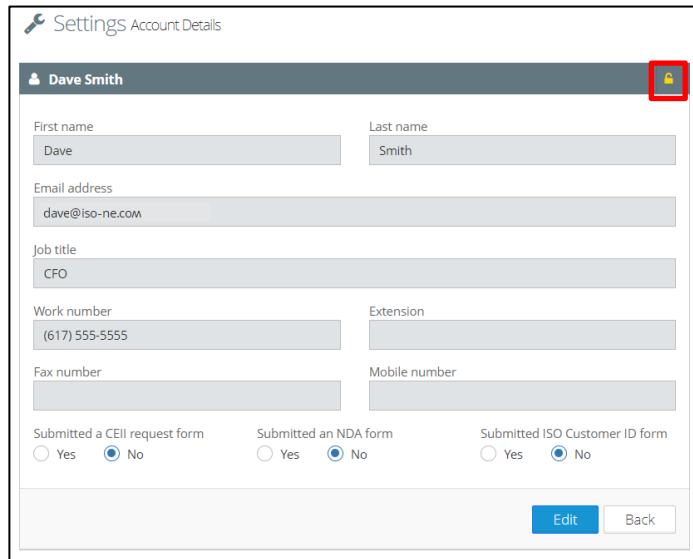 Settings Account Details
Dave Smith
First name Last name
Dave Smith
Email address
dave@iso-ne.com
Job title
CFO
Work number Extension
(617) 555-5555
Fax number Mobile number
Submitted a CEII request form Submitted an NDA form Submitted ISO Customer ID form
Yes No Yes No Yes No
Edit Back